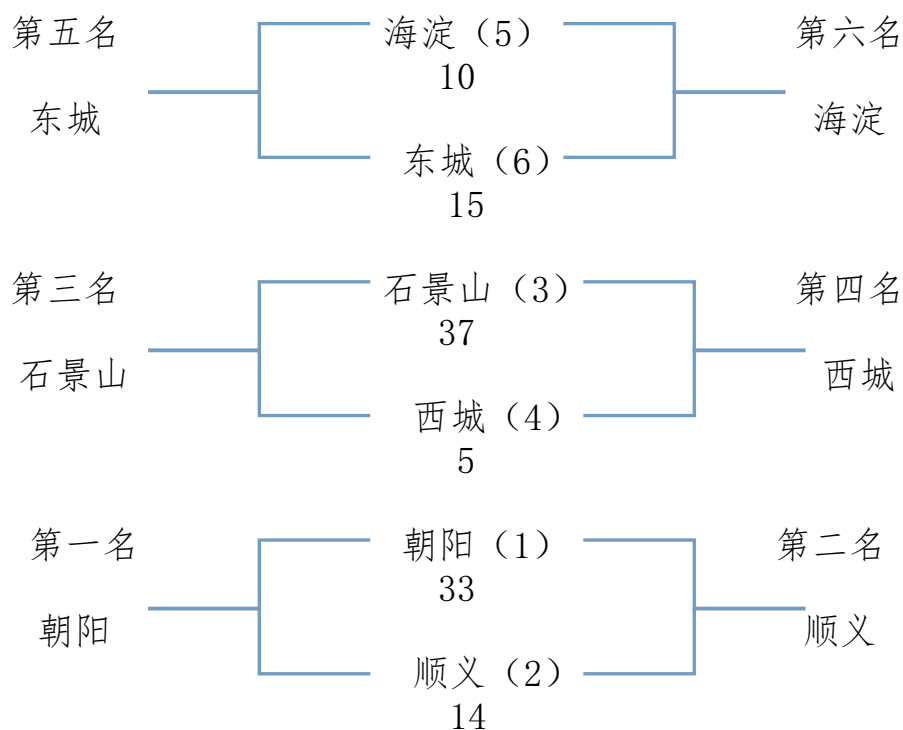 第五名 海淀（5） 第六名
10
东城 海淀
东城（6）
15
第三名 石景山（3） 第四名
37
石景山 西城
西城（4）
5
第一名 朝阳（1） 第二名
33
朝阳 顺义
顺义（2）
14